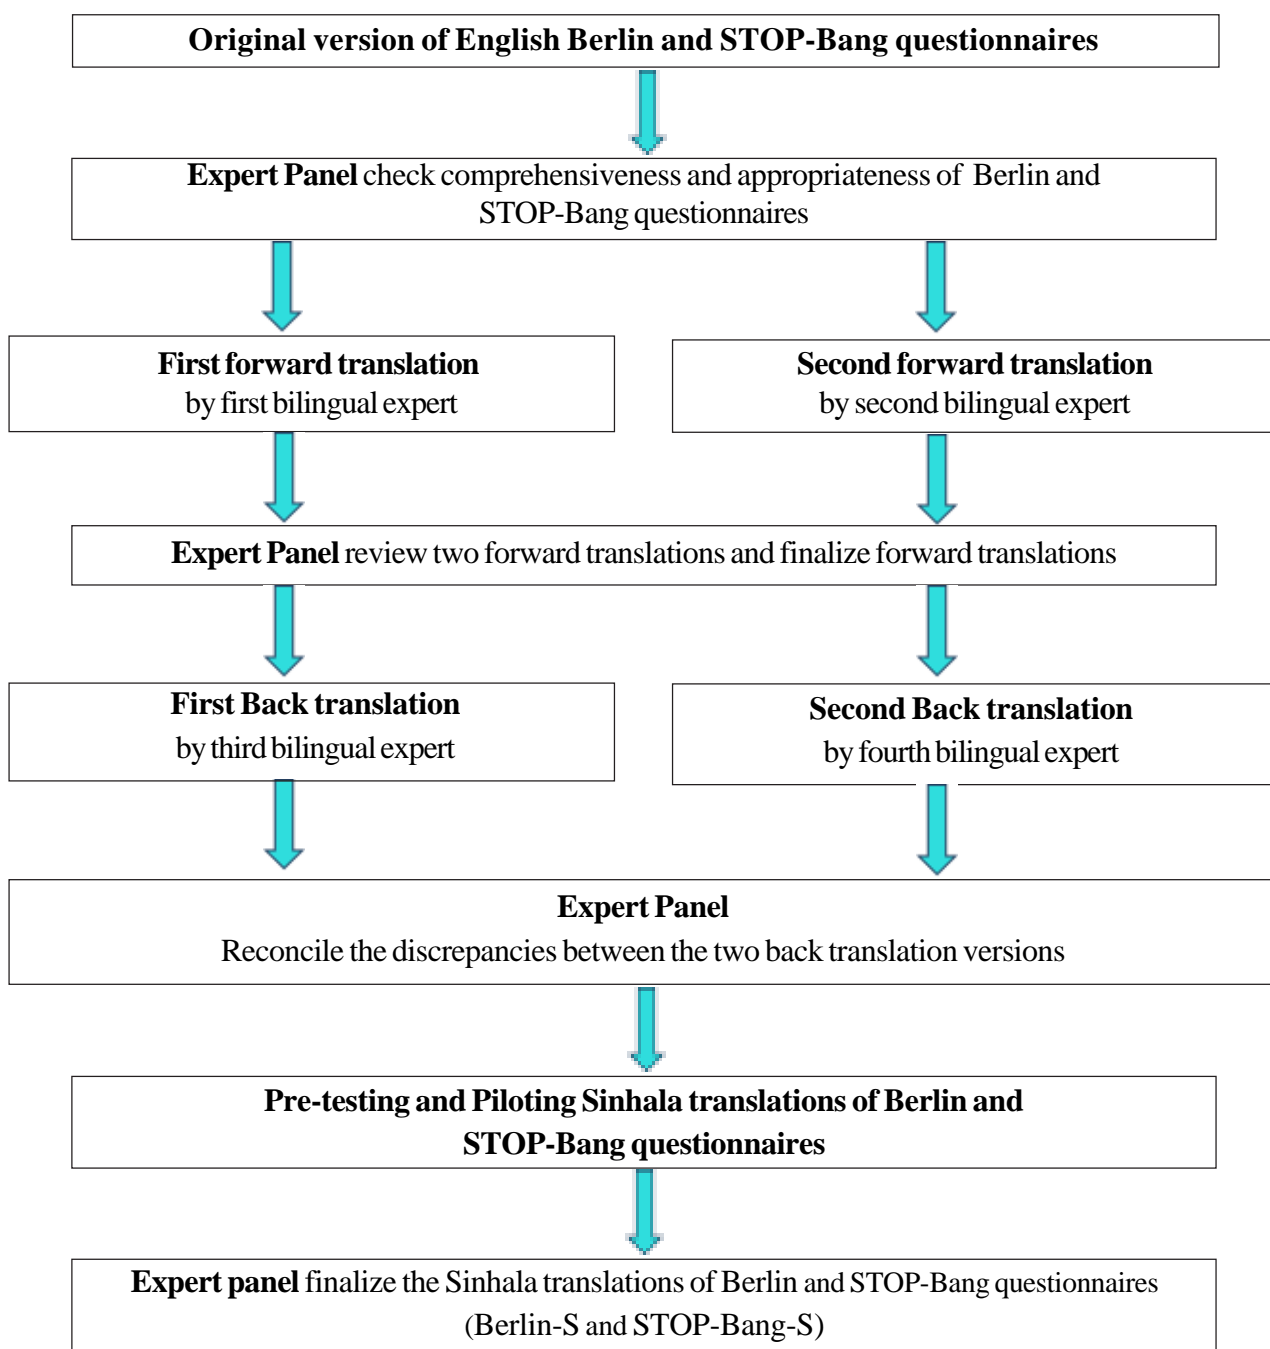 Original version of English Berlin and STOP-Bang questionnaires
Expert Panel check comprehensiveness and appropriateness of Berlin and
STOP-Bang questionnaires
First forward translation
by first bilingual expert
Second forward translation
by second bilingual expert
Expert Panel review two forward translations and finalize forward translations
First Back translation
by third bilingual expert
Second Back translation
by fourth bilingual expert
Expert Panel
Reconcile the discrepancies between the two back translation versions
Pre-testing and Piloting Sinhala translations of Berlin and
STOP-Bang questionnaires
Expert panel finalize the Sinhala translations of Berlin and STOP-Bang questionnaires
(Berlin-S and STOP-Bang-S)